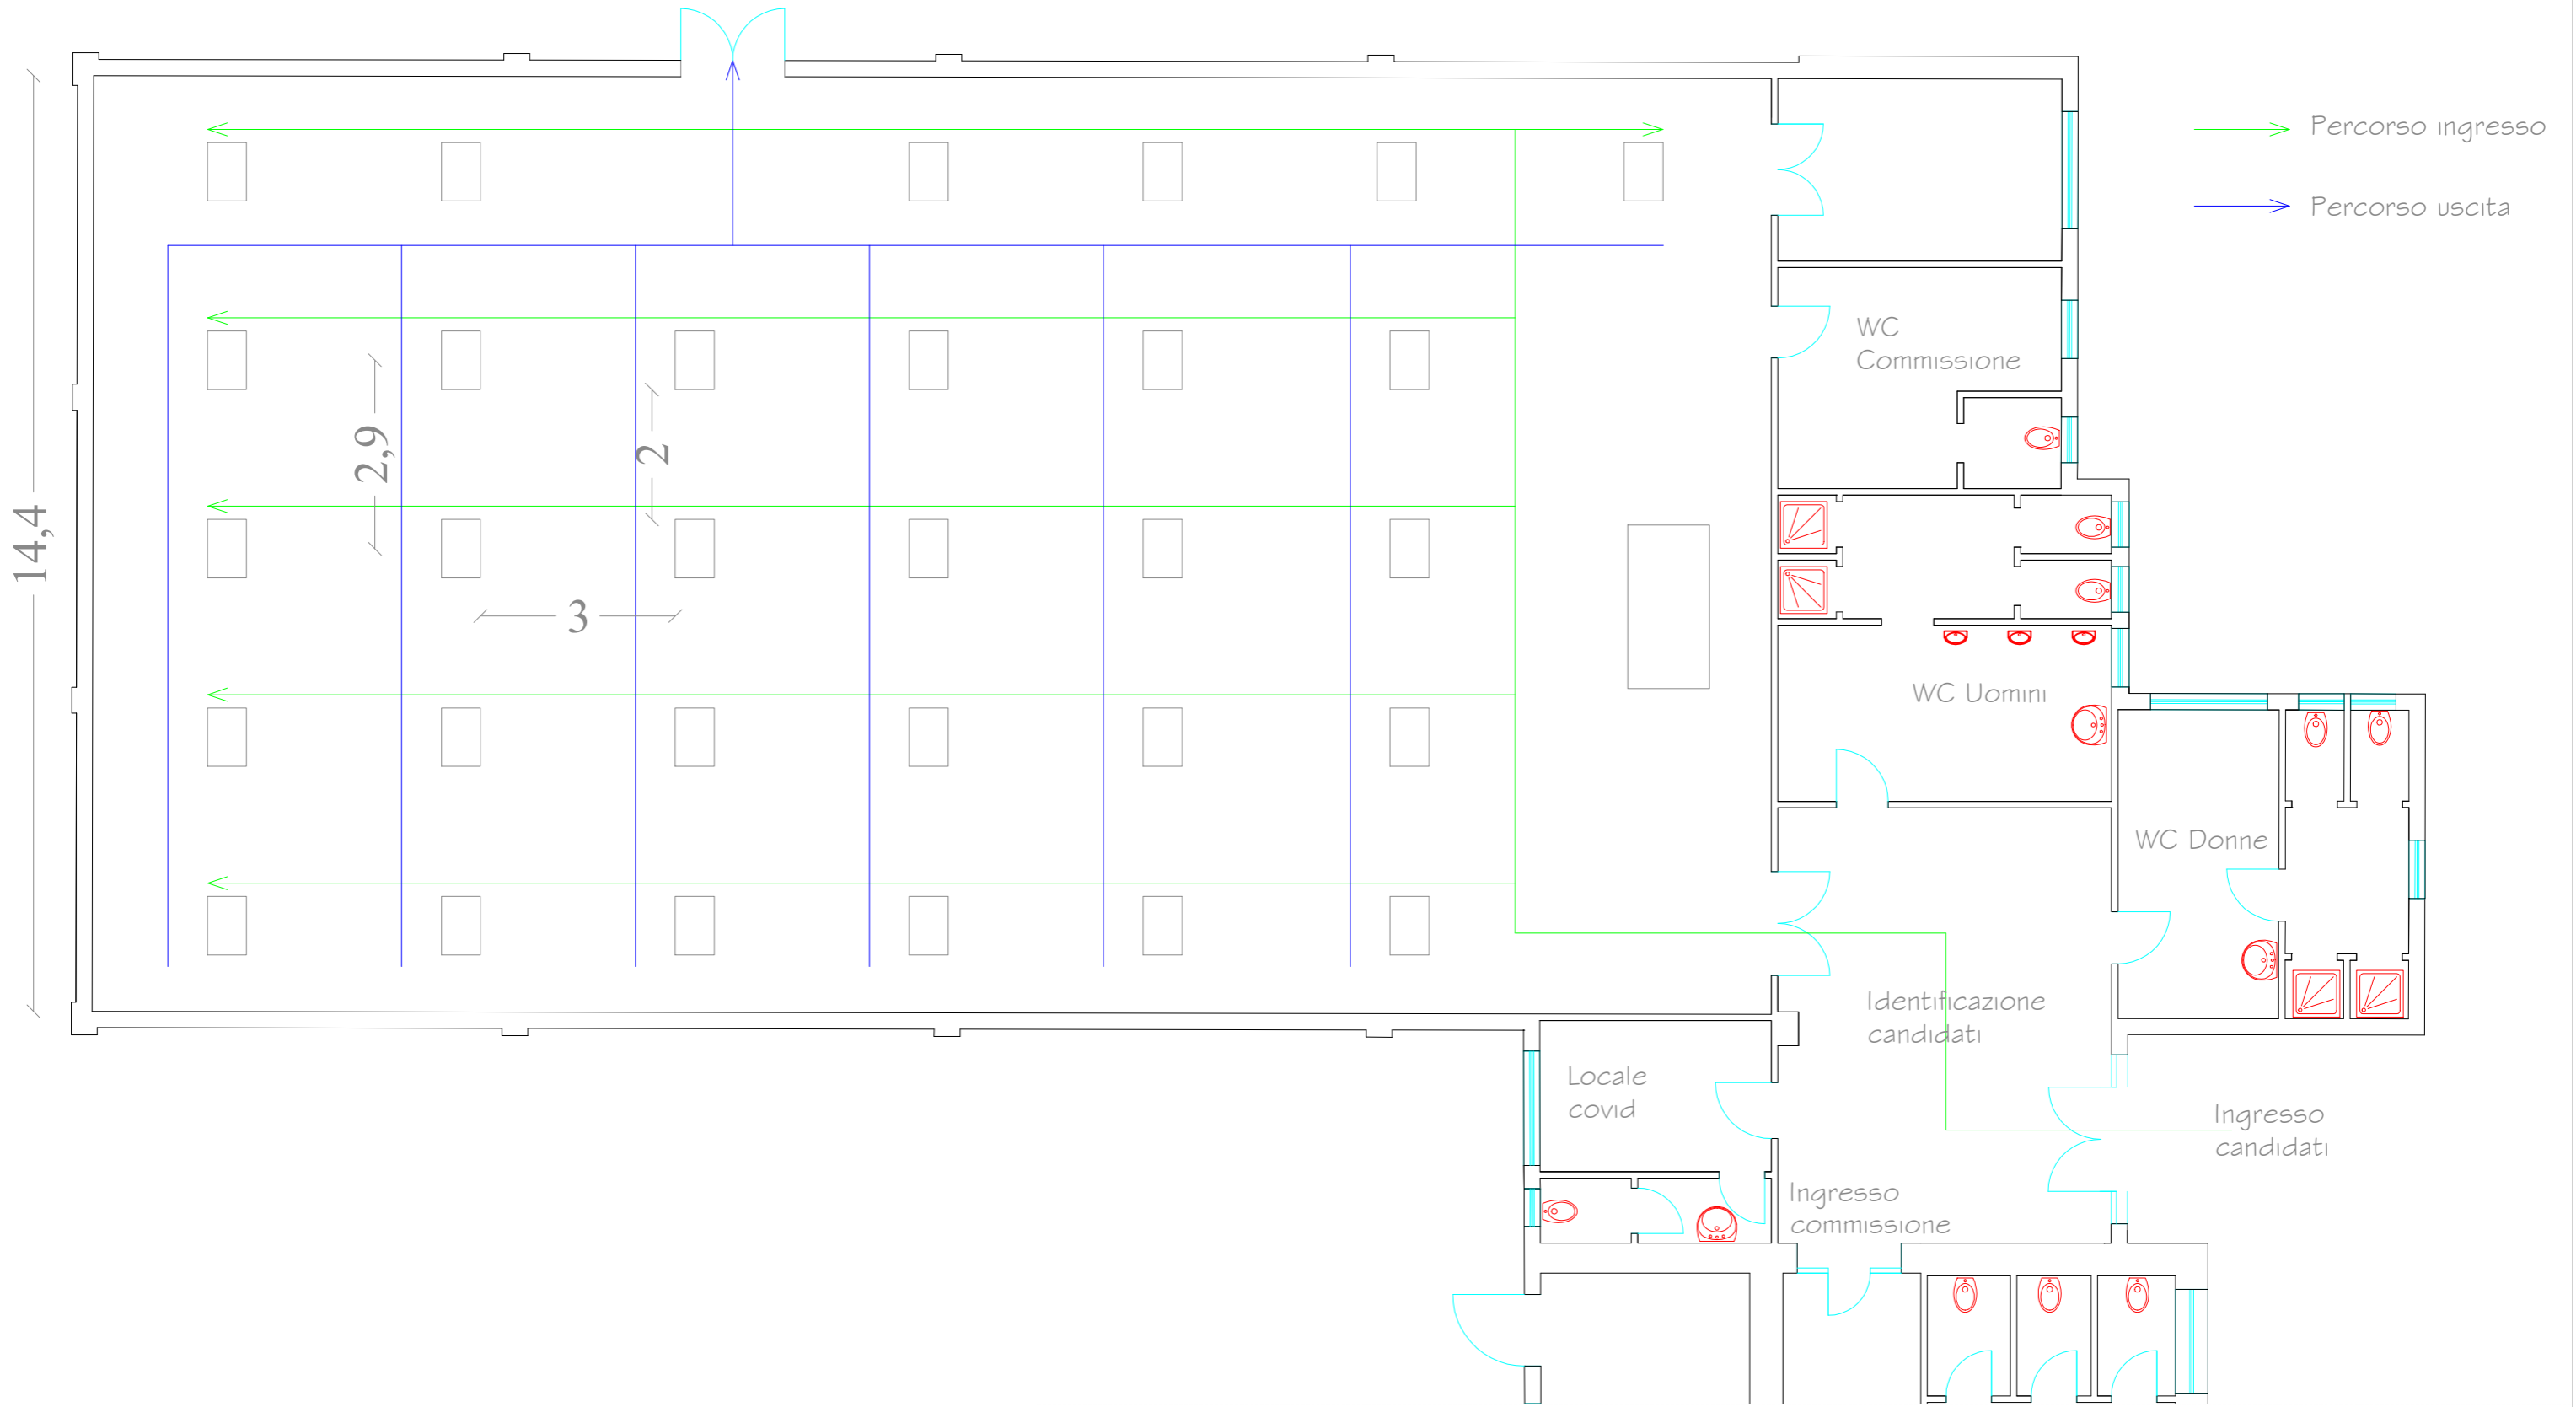 Percorso ingresso
Percorso uscita
WC
Commissione
2,9
2
14,4
3
WC Uomini
WC Donne
Identificazione
candidati
Locale
covid
Ingresso
candidati
Ingresso
commissione